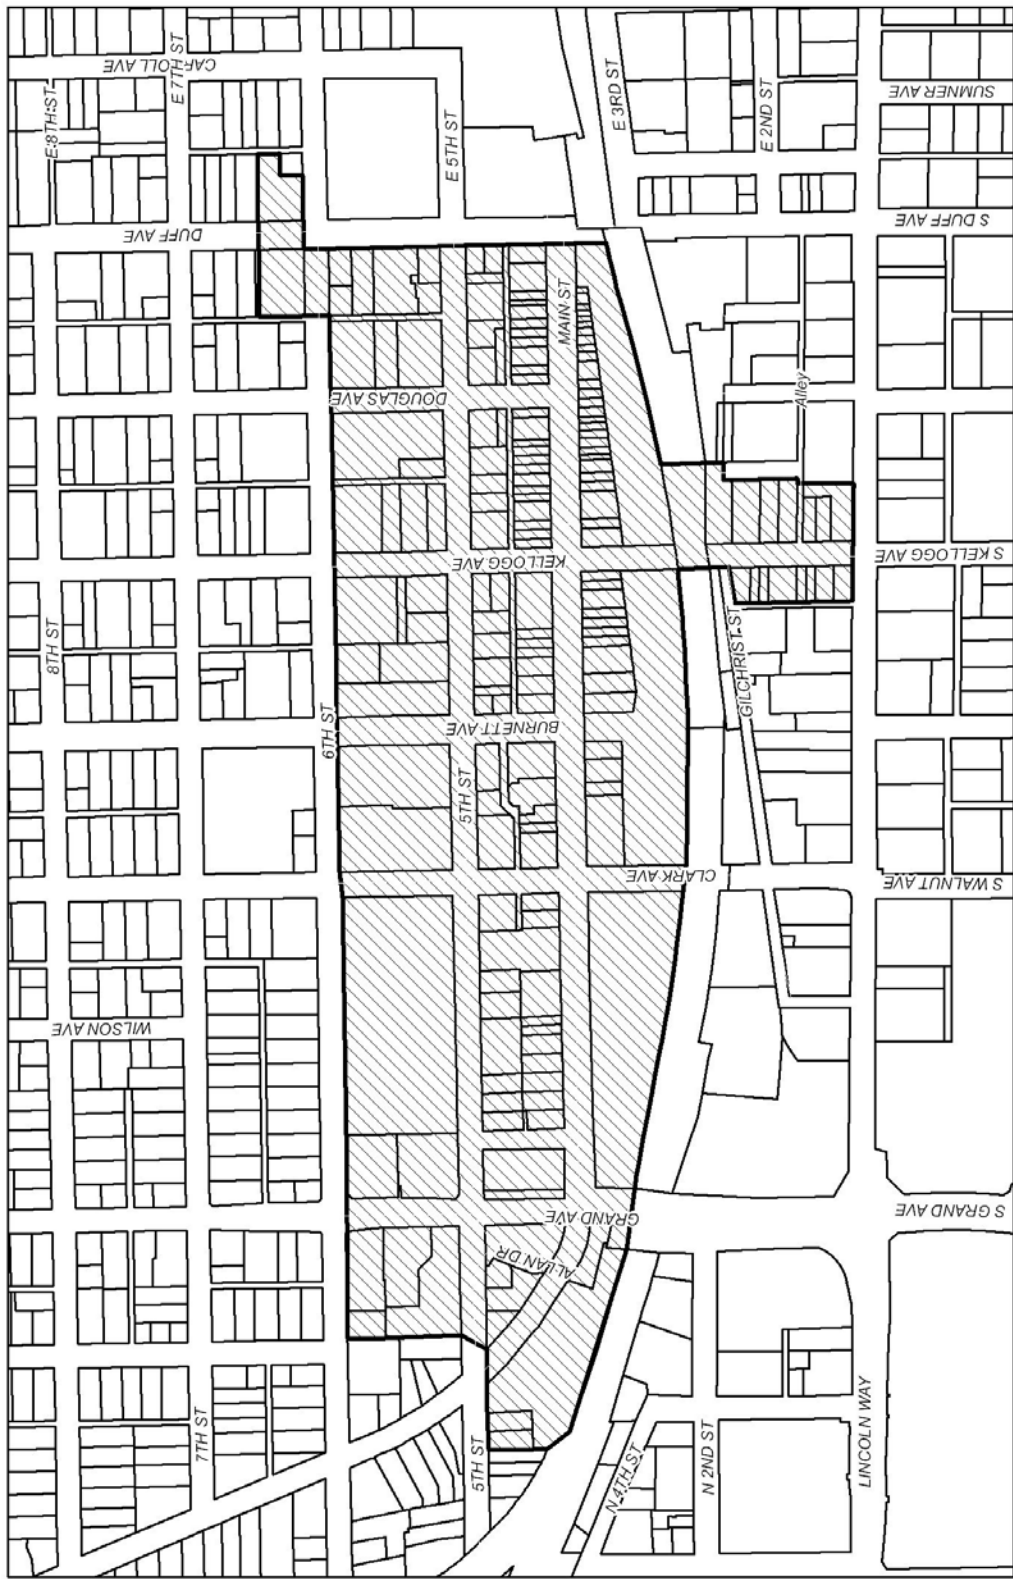 CARROLL AVE
E 8TH ST
E 7TH ST
E 5TH ST
E 3RD ST
E 2ND ST
SUMNER AVE
DUFF AVE
S DUFF AVE
MAIN ST
DOUGLAS AVE
Alley
KELLOGG AVE
S KELLOGG AVE
8TH ST
6TH ST
GILCHRIST ST
BURNETT AVE
5TH ST
CLARK AVE
S WALNUT AVE
WILSON AVE
GRAND AVE
S GRAND AVE
ALLAN DR
7TH ST
5TH ST
N 4TH ST
N 2ND ST
LINCOLN WAY